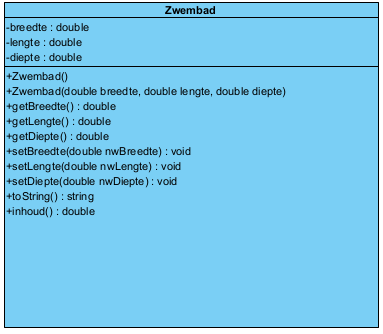 Zwembad
-breedte : double
-lengte : double
-diepte : double
+Zwembad()
+Zwembad(double breedte, double lengte, double diepte)
+getBreedte() : double
+getLengte() : double
+getDiepte() : double
+setBreedte(double nwBreedte) : void
+setLengte(double nwLengte) : void
+setDiepte(double nwDiepte) : void
+toString() : string
+inhoud() : double